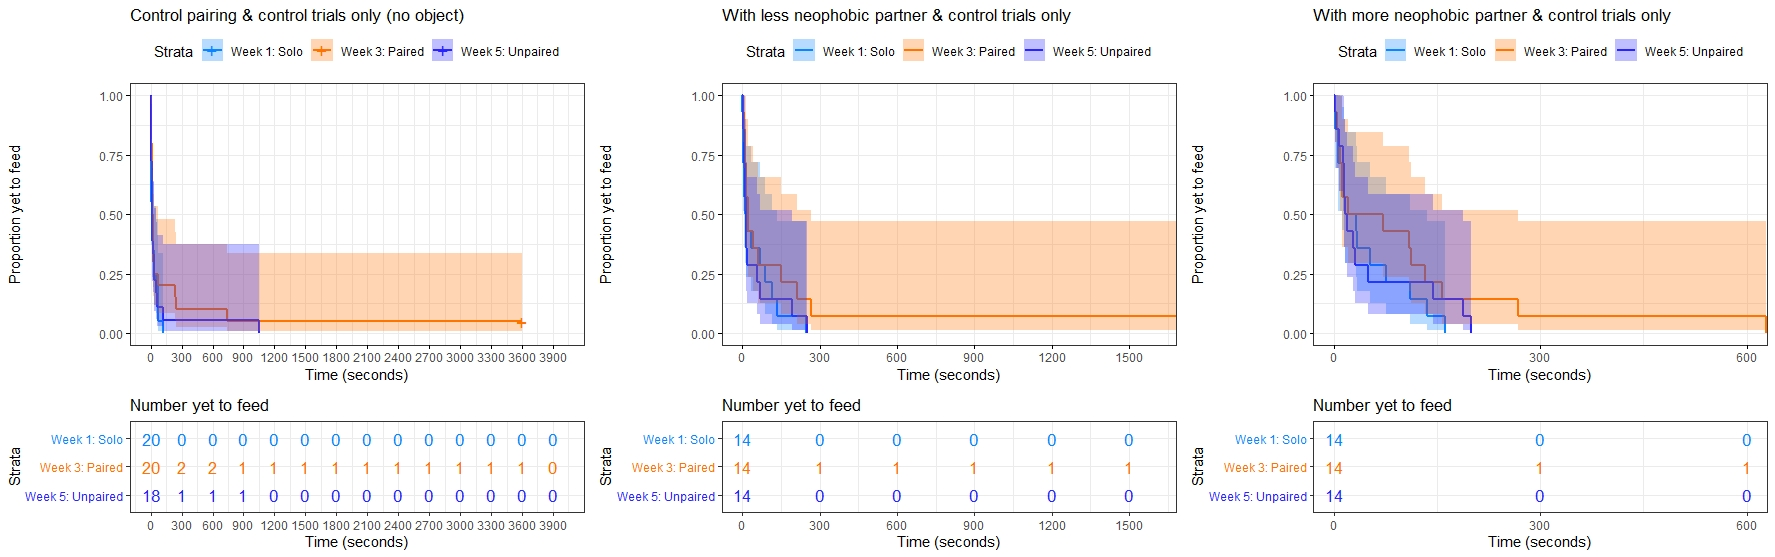 Control pairing & control trials only (no object)
Strata Week 1: Solo Week 3: Paired Week 5: Unpaired
Proportion yet to feed
1.00
0.75
0.50
0.25
0.00
0 300 600 900 1200 1500 1800 2100 2400 2700 3000 3300 3600 3900
Time (seconds)
Number yet to feed
Strata
Week 1: Solo 20 0 0 0 0 0 0 0 0 0 0 0 0 0
Week 3: Paired 20 2 2 1 1 1 1 1 1 1 1 1 1 0
Week 5: Unpaired 18 1 1 1 0 0 0 0 0 0 0 0 0 0
0 300 600 900 1200 1500 1800 2100 2400 2700 3000 3300 3600 3900
Time (seconds)
With less neophobic partner & control trials only
Strata Week 1: Solo Week 3: Paired Week 5: Unpaired
Proportion yet to feed
1.00
0.75
0.50
0.25
0.00
0 300 600 900 1200 1500
Time (seconds)
Number yet to feed
Strata
Week 1: Solo 14 0 0 0 0 0
Week 3: Paired 14 1 1 1 1 1
Week 5: Unpaired 14 0 0 0 0 0
0 300 600 900 1200 1500
Time (seconds)
With more neophobic partner & control trials only
Strata Week 1: Solo Week 3: Paired Week 5: Unpaired
Proportion yet to feed
1.00
0.75
0.50
0.25
0.00
0 300 600
Time (seconds)
Number yet to feed
Strata
Week 1: Solo 14 0 0
Week 3: Paired 14 1 1
Week 5: Unpaired 14 0 0
0 300 600
Time (seconds)